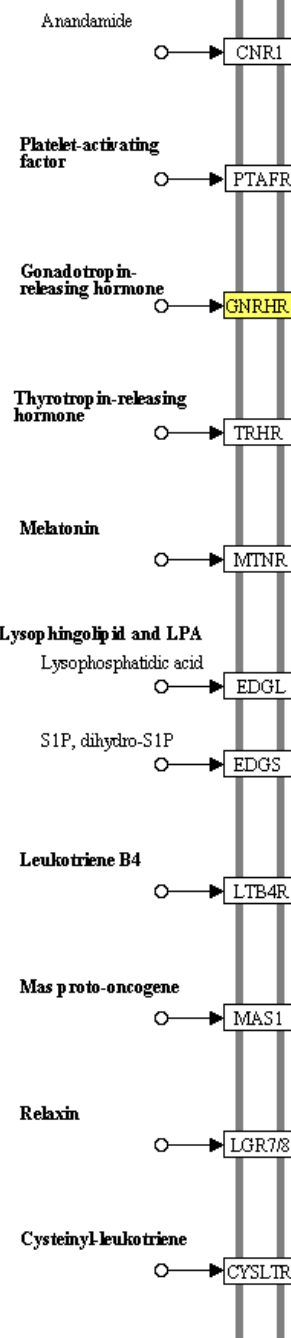 Anandamide
CNR1
Platelet-activating
factor
PTAFR
Gonadotropin-
releasing hormone
GNRHR
Thyrotropin-releasing
hormone
TRHR
Melatonin
MTNR
Lysophingolipid and LPA
Lysophosphatidic acid
EDGL
S1P, dihydro-S1P
EDGS
Leukotriene B4
LTB4R
Mas proto-oncogene
MAS1
Relaxin
LGR7/8
Cysteinyl-leukotriene
CYSLTR